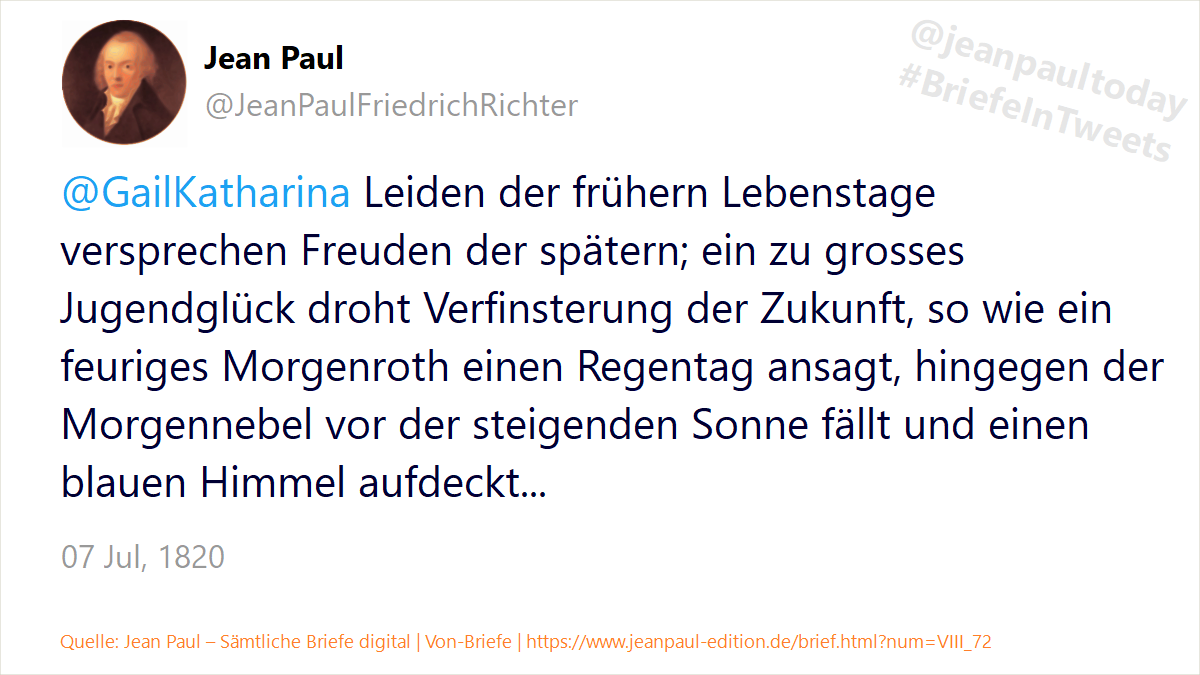 Jean Paul
@JeanPaulFriedrichRichter
@jeanpaultoday
#BriefeInTweets
@GailKatharina Leiden der frühern Lebenstage
versprechen Freuden der spätern; ein zu grosses
Jugendglück droht Verfinsterung der Zukunft, so wie ein
feuriges Morgenroth einen Regentag ansagt, hingegen der
Morgennebel vor der steigenden Sonne fällt und einen
blauen Himmel aufdeckt...
07 Jul, 1820
Quelle: Jean Paul – Sämtliche Briefe digital | Von-Briefe | https://www.jeanpaul-edition.de/brief.html?num=VIII_72